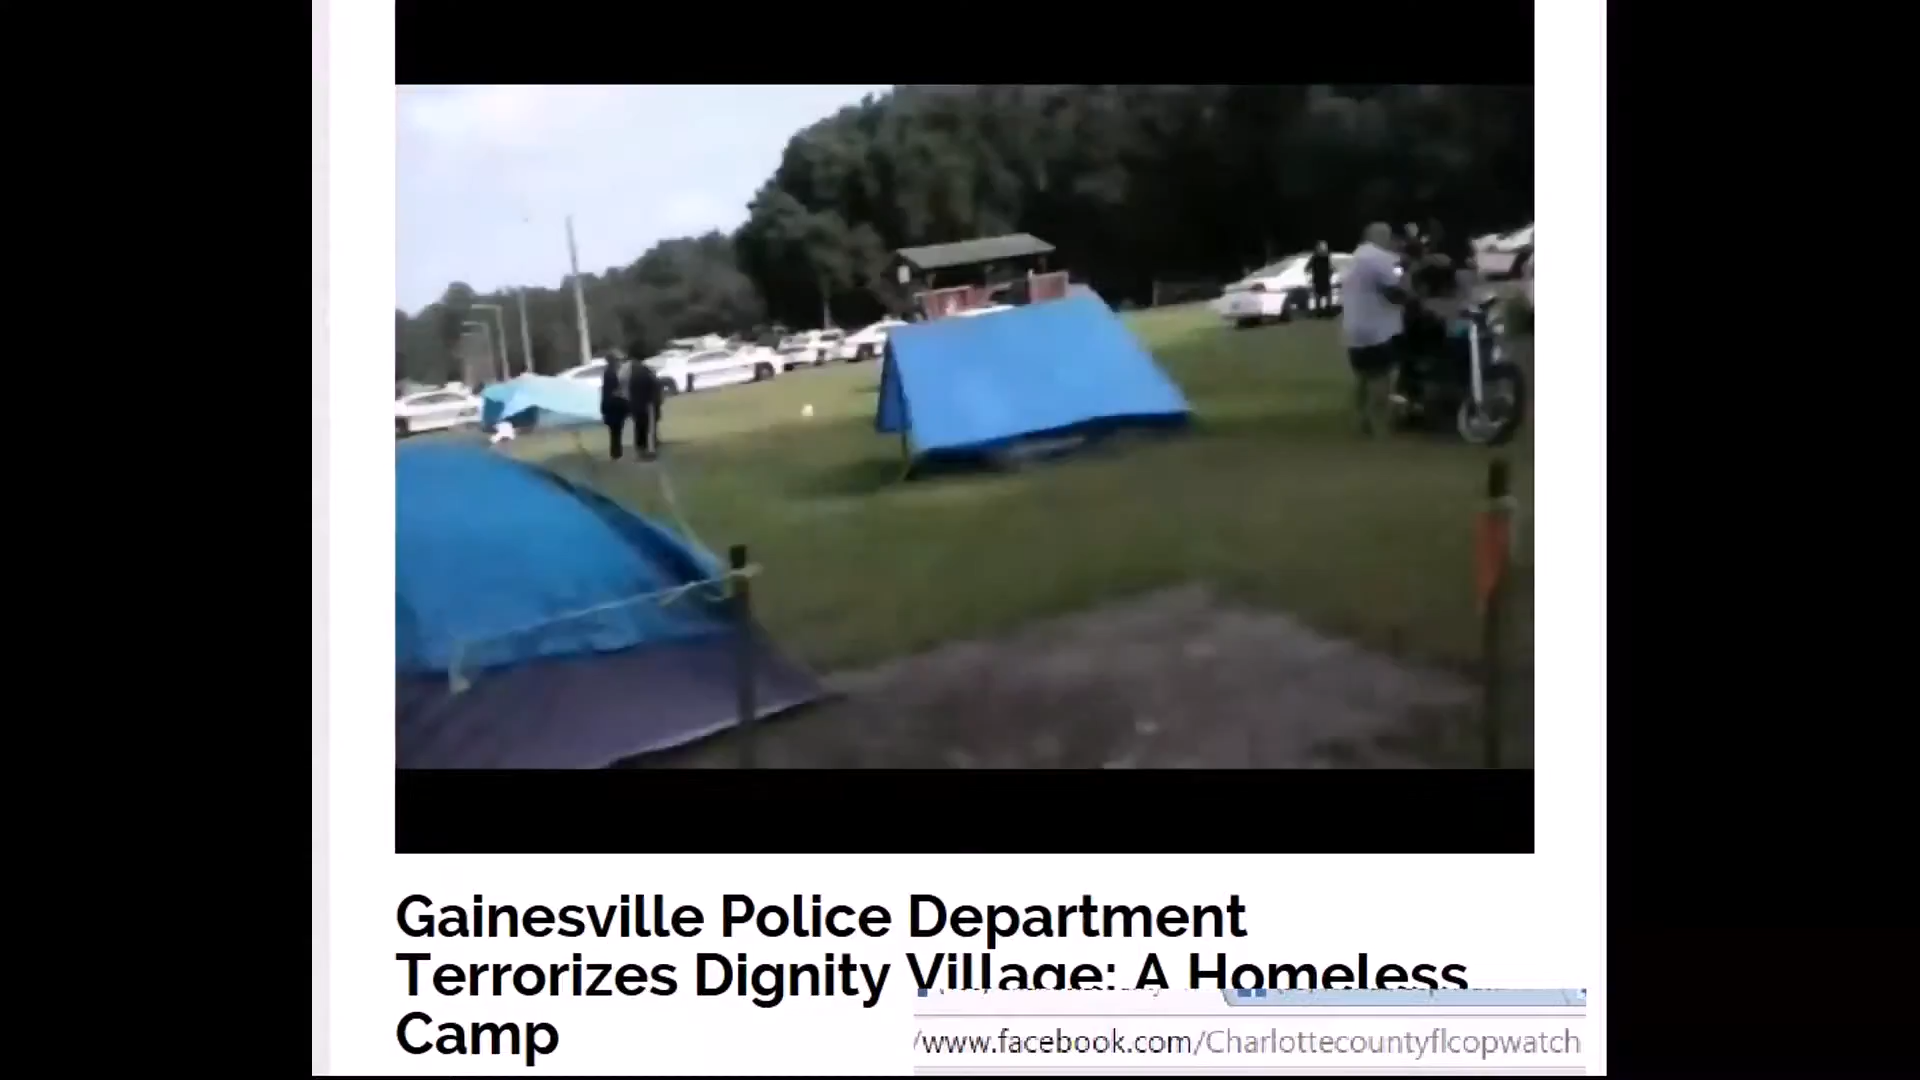 Gainesville Police Department
Terrorizes Dignity Village: A Homeless
Camp
/www.facebook.com/Charlottecountyflcopwatch